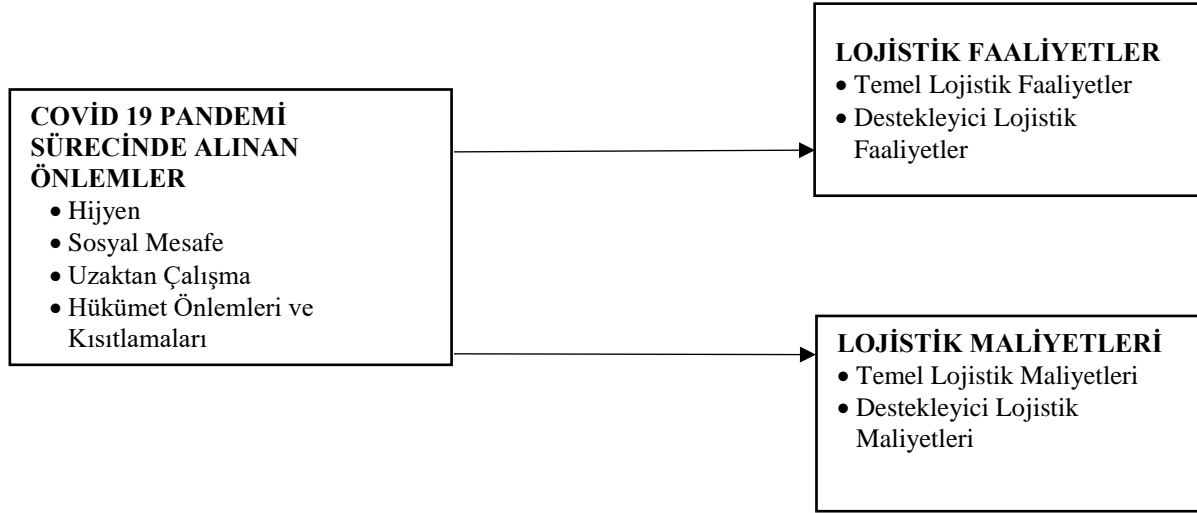 COVİD 19 PANDEMİ
SÜRECİNDE ALINAN
ÖNLEMLER
• Hijyen
• Sosyal Mesafe
• Uzaktan Çalışma
• Hükümet Önlemleri ve
Kısıtlamaları
LOJİSTİK FAALİYETLER
• Temel Lojistik Faaliyetler
• Destekleyici Lojistik
Faaliyetler
LOJİSTİK MALİYETLERİ
• Temel Lojistik Maliyetleri
• Destekleyici Lojistik
Maliyetleri